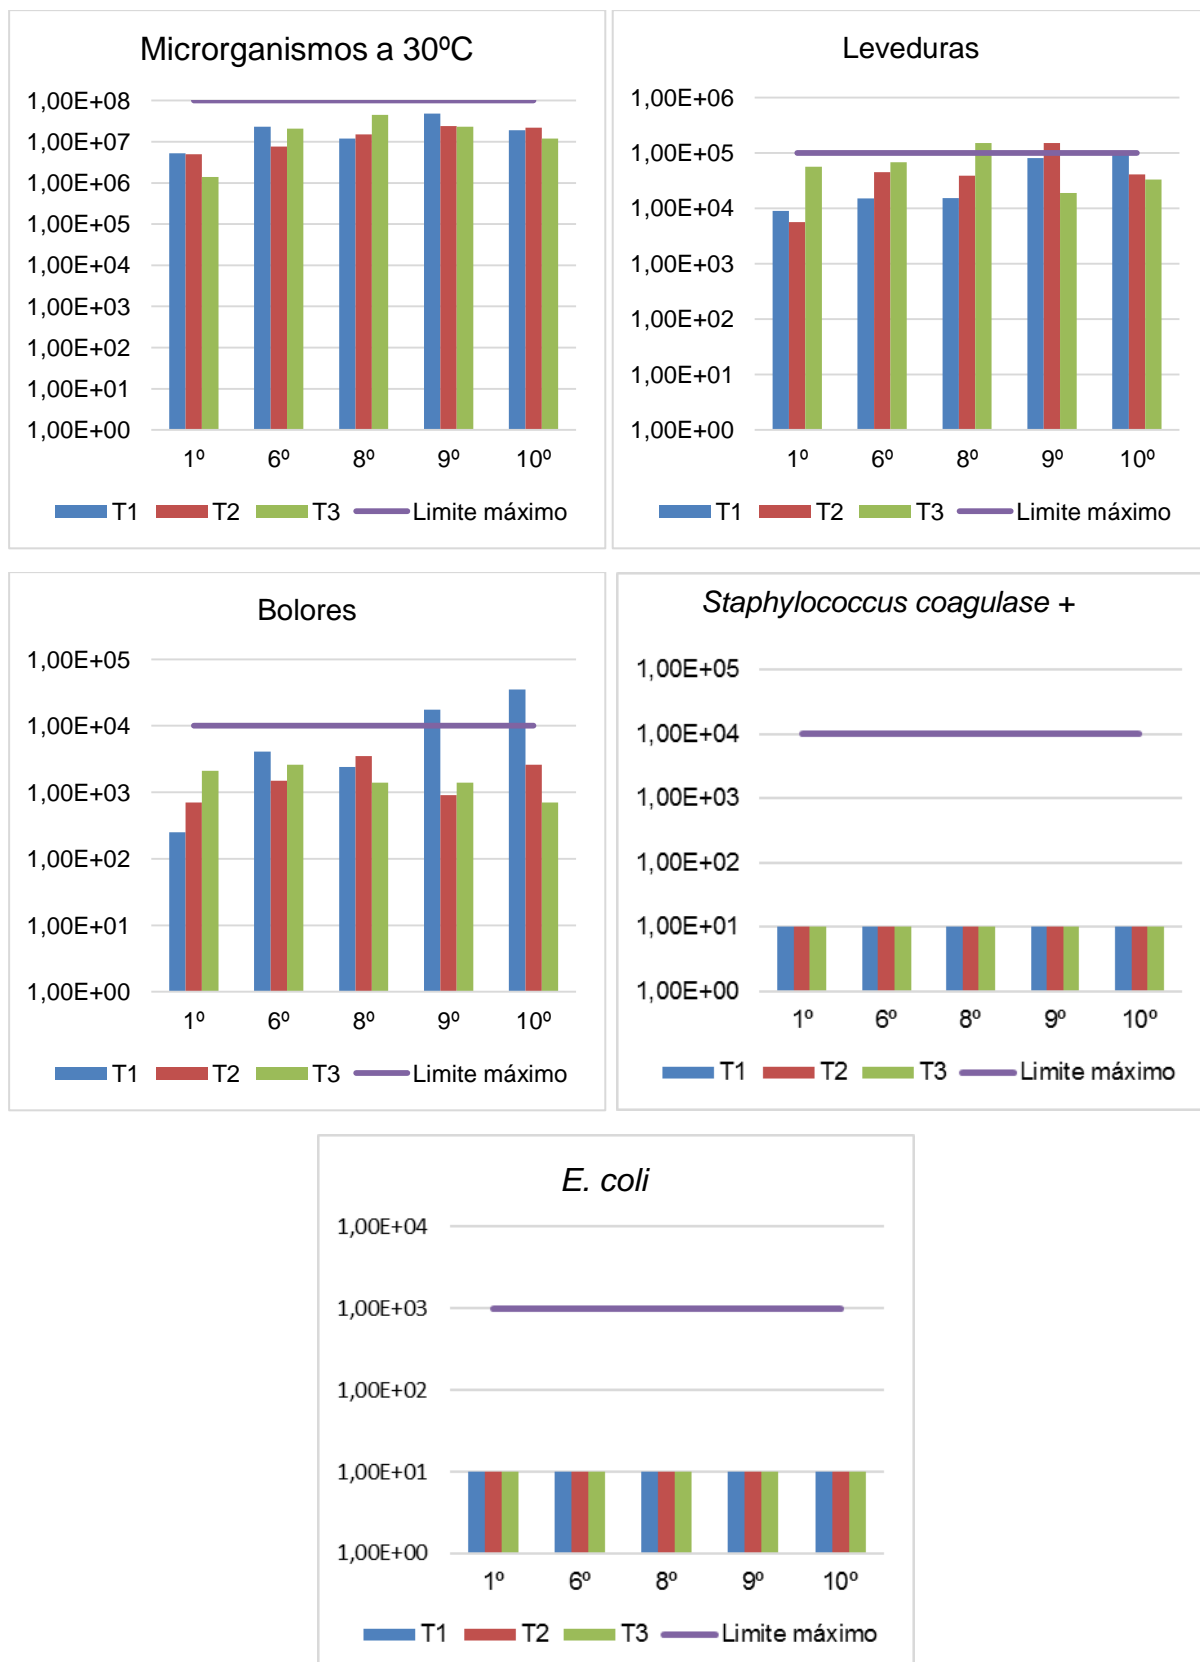 Microrganismos a 30ºC
1,00E+08
1,00E+07
1,00E+06
1,00E+05
1,00E+04
1,00E+03
1,00E+02
1,00E+01
1,00E+00
1º 6º 8º 9º 10º
T1 T2 T3 Limite máximo
Leveduras
1,00E+06
1,00E+05
1,00E+04
1,00E+03
1,00E+02
1,00E+01
1,00E+00
1º 6º 8º 9º 10º
T1 T2 T3 Limite máximo
Bolores
1,00E+05
1,00E+04
1,00E+03
1,00E+02
1,00E+01
1,00E+00
1º 6º 8º 9º 10º
T1 T2 T3 Limite máximo
Staphylococcus coagulase +
1,00E+05
1,00E+04
1,00E+03
1,00E+02
1,00E+01
1,00E+00
1º 6º 8º 9º 10º
T1 T2 T3 Limite máximo
E. coli
1,00E+04
1,00E+03
1,00E+02
1,00E+01
1,00E+00
1º 6º 8º 9º 10º
T1 T2 T3 Limite máximo